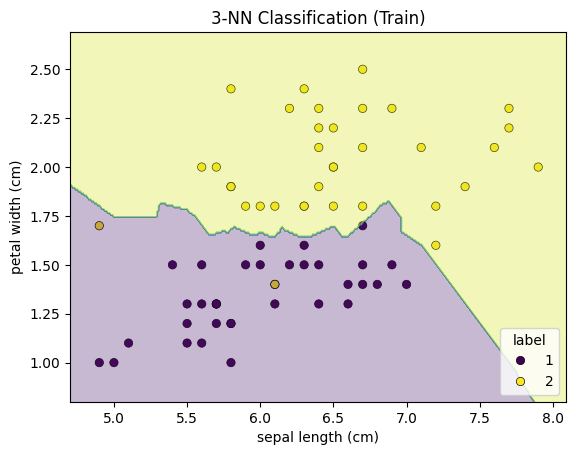 3-NN Classification (Train)
petal width (cm)
2.50
2.25
2.00
1.75
1.50
1.25
1.00
label
1
2
5.0 5.5 6.0 6.5 7.0 7.5 8.0
sepal length (cm)